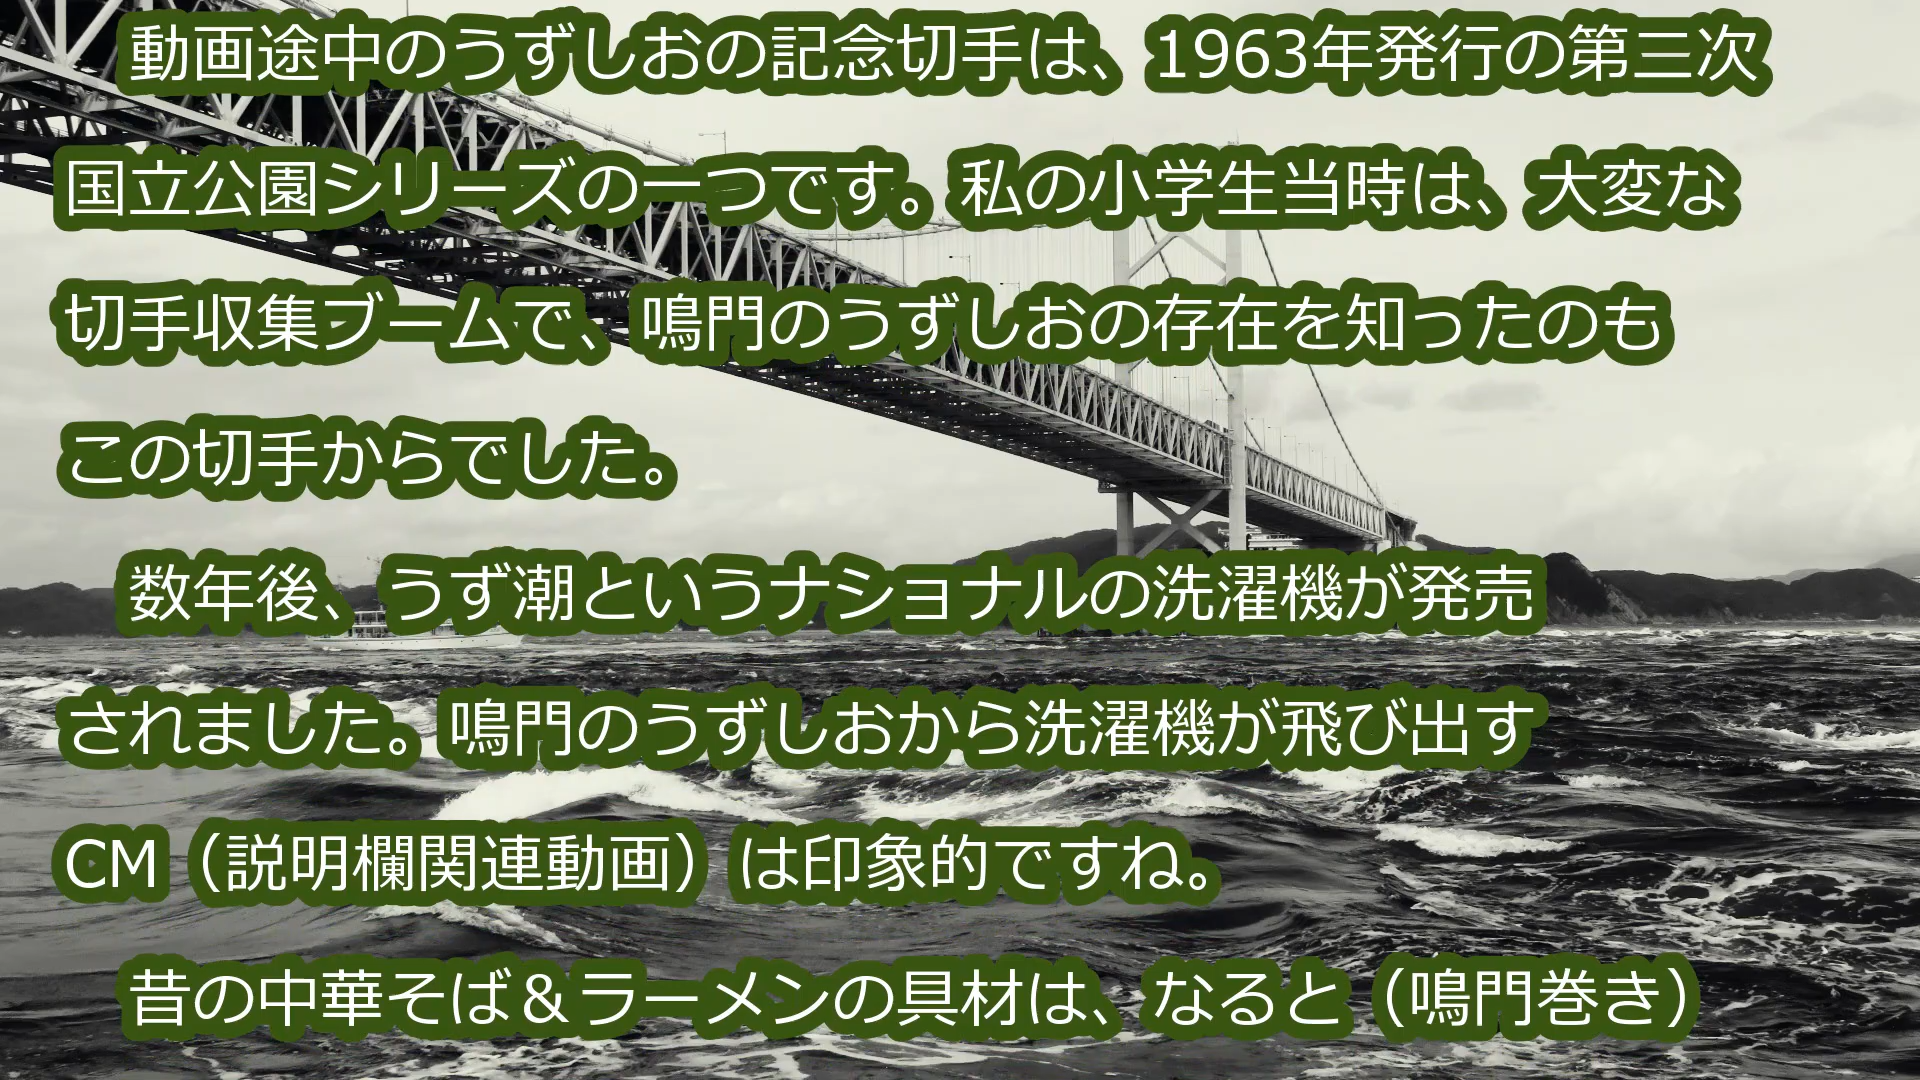 動画途中のうずしおの記念切手は、1963年発行の第三次
国立公園シリーズの一つです。私の小学生当時は、大変な
切手収集ブームで、鳴門のうずしおの存在を知ったのも
この切手からでした。
数年後、うず潮というナショナルの洗濯機が発売
されました。鳴門のうずしおから洗濯機が飛び出す
CM（説明欄関連動画）は印象的ですね。
昔の中華そば＆ラーメンの具材は、なると（鳴門巻き）